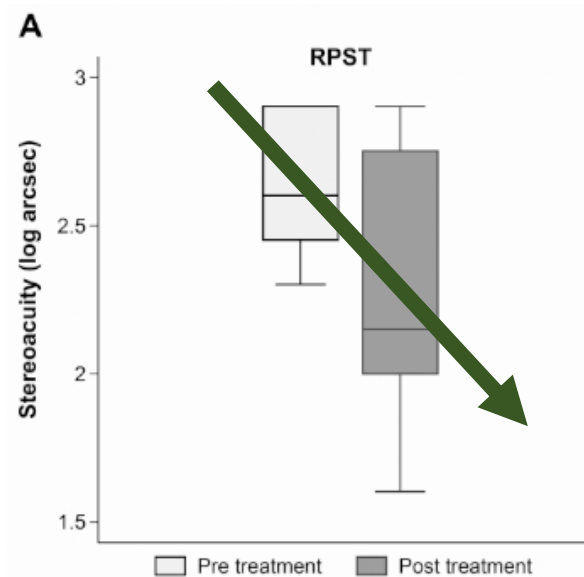 A
RPST
Stereoacuity (log arcsec)
3
2.5
2
1.5
Pre treatment
Post treatment